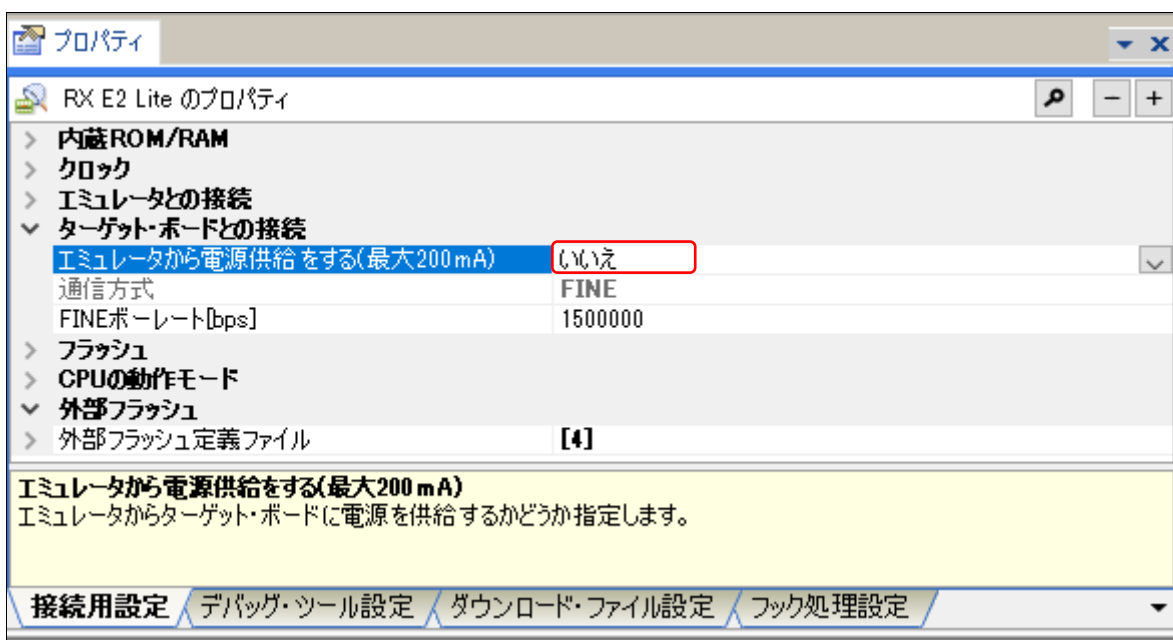 プロパティ
RX E2 Lite のプロパティ
内蔵ROM/RAM
クロック
エミュレータとの接続
ターゲット・ボードとの接続
エミュレータから電源供給をする(最大200mA) いいえ
通信方式 FINE
FINEボーレート[bps] 1500000
フラッシュ
CPUの動作モード
外部フラッシュ
外部フラッシュ定義ファイル [4]
エミュレータから電源供給をする(最大200mA)
エミュレータからターゲット・ボードに電源を供給するかどうか指定します。
接続用設定 デバッグ・ツール設定 ダウンロード・ファイル設定 フック処理設定